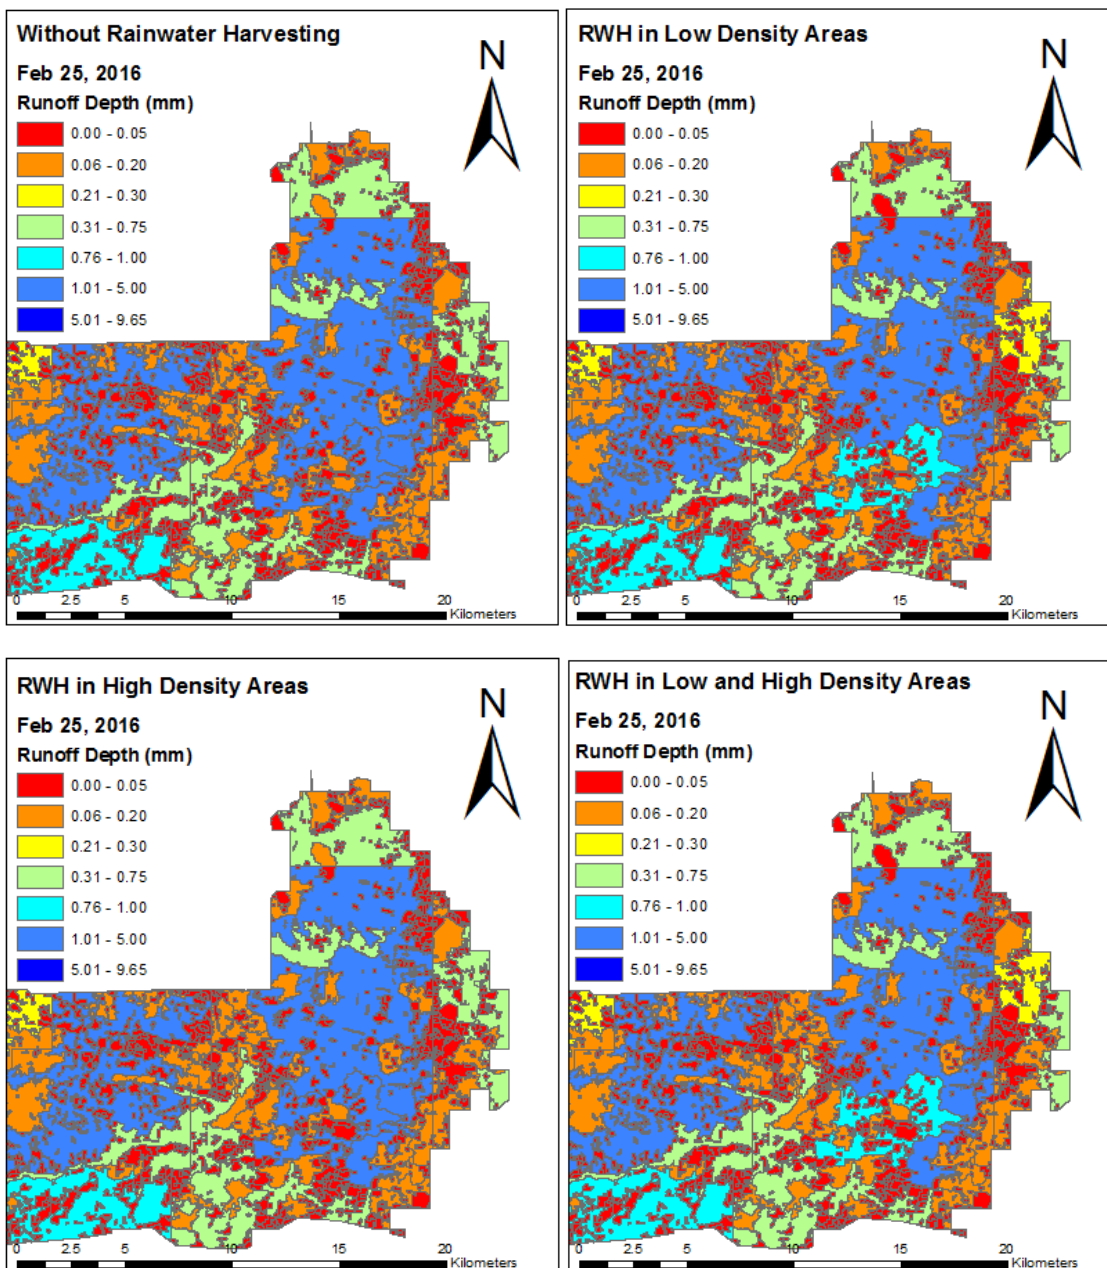 Without Rainwater Harvesting
Feb 25, 2016
Runoff Depth (mm)
0.00 - 0.05
0.06 - 0.20
0.21 - 0.30
0.31 - 0.75
0.76 - 1.00
1.01 - 5.00
5.01 - 9.65
N
0 2.5 5 10 15 20
Kilometers
RWH in Low Density Areas
Feb 25, 2016
Runoff Depth (mm)
0.00 - 0.05
0.06 - 0.20
0.21 - 0.30
0.31 - 0.75
0.76 - 1.00
1.01 - 5.00
5.01 - 9.65
N
0 2.5 5 10 15 20
Kilometers
RWH in High Density Areas
Feb 25, 2016
Runoff Depth (mm)
0.00 - 0.05
0.06 - 0.20
0.21 - 0.30
0.31 - 0.75
0.76 - 1.00
1.01 - 5.00
5.01 - 9.65
N
0 2.5 5 10 15 20
Kilometers
RWH in Low and High Density Areas
Feb 25, 2016
Runoff Depth (mm)
0.00 - 0.05
0.06 - 0.20
0.21 - 0.30
0.31 - 0.75
0.76 - 1.00
1.01 - 5.00
5.01 - 9.65
N
0 2.5 5 10 15 20
Kilometers